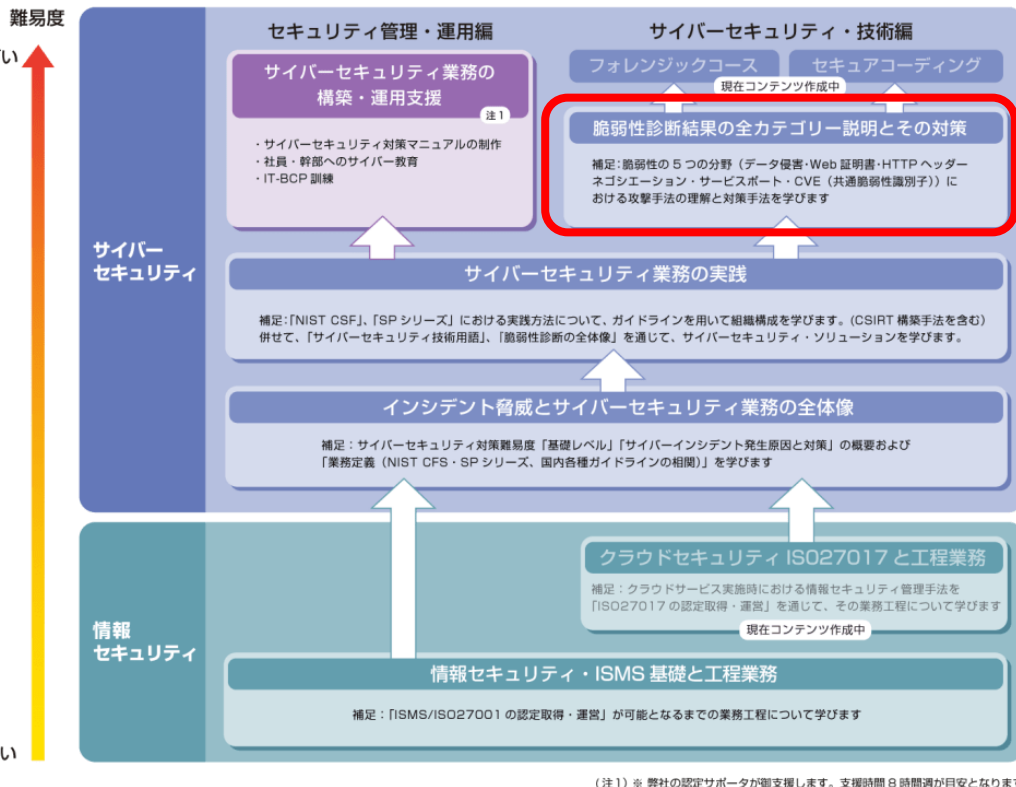 難易度
い
セキュリティ管理・運用編
サイバーセキュリティ・技術編
サイバーセキュリティ業務の
構築・運用支援
注1
・サイバーセキュリティ対策マニュアルの制作
・社員・幹部へのサイバー教育
・IT-BCP 訓練
フォレンジックコース
セキュアコーディング
現在コンテンツ作成中
脆弱性診断結果の全カテゴリー説明とその対策
補足:脆弱性の５つの分野（データ侵害・Web 証明書・HTTP ヘッダー
ネゴシエーション・サービスポート・CVE（共通脆弱性識別子））に
おける攻撃手法の理解と対策手法を学びます
サイバー
セキュリティ
サイバーセキュリティ業務の実践
補足:「NIST CSF」、「SP シリーズ」における実践方法について、ガイドラインを用いて組織構成を学びます。(CSIRT 構築手法を含む)
併せて、「サイバーセキュリティ技術用語」、「脆弱性診断の全体像」を通じて、サイバーセキュリティ・ソリューションを学びます。
インシデント脅威とサイバーセキュリティ業務の全体像
補足：サイバーセキュリティ対策難易度「基礎レベル」「サイバーインシデント発生原因と対策」の概要および
「業務定義（NIST CFS・SP シリーズ、国内各種ガイドラインの相関）」を学びます
クラウドセキュリティ ISO27017 と工程業務
補足：クラウドサービス実施時における情報セキュリティ管理手法を
「ISO27017 の認定取得・運営」を通じて、その業務工程について学びます
現在コンテンツ作成中
情報
セキュリティ
情報セキュリティ・ISMS 基礎と工程業務
補足：「ISMS/ISO27001 の認定取得・運営」が可能となるまでの業務工程について学びます
い
（注1）※ 弊社の認定サポータが御支援します。支援時間 8 時間週が目安となります